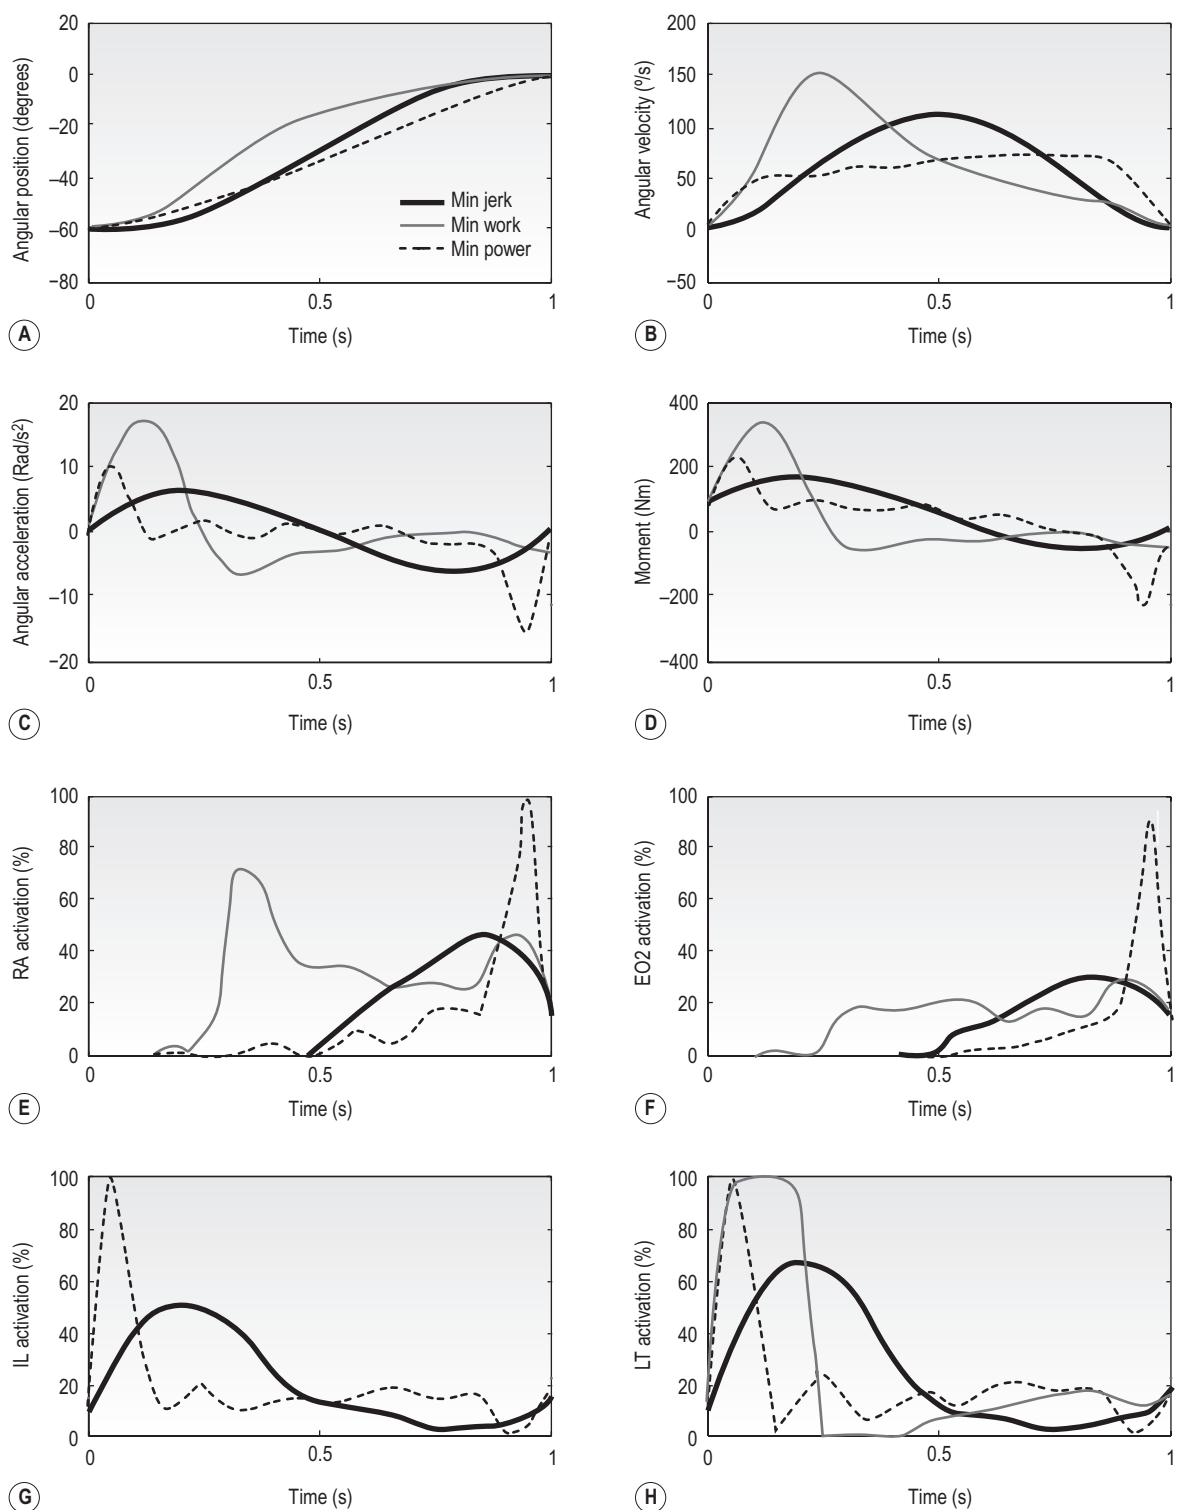 20
0
−20
−40
−60
−80
Angular position (degrees)
Min jerk
Min work
Min power
0
0.5
1
Time (s)
A
200
150
100
50
0
−50
Angular velocity (º/s)
0
0.5
1
Time (s)
B
20
10
0
−10
−20
Angular acceleration (Rad/s²)
0
0.5
1
Time (s)
C
400
200
0
−200
−400
Moment (Nm)
0
0.5
1
Time (s)
D
100
80
60
40
20
0
RA activation (%)
0
0.5
1
Time (s)
E
100
80
60
40
20
0
EO2 activation (%)
0
0.5
1
Time (s)
F
100
80
60
40
20
0
IL activation (%)
0
0.5
1
Time (s)
G
100
80
60
40
20
0
LT activation (%)
0
0.5
1
Time (s)
H